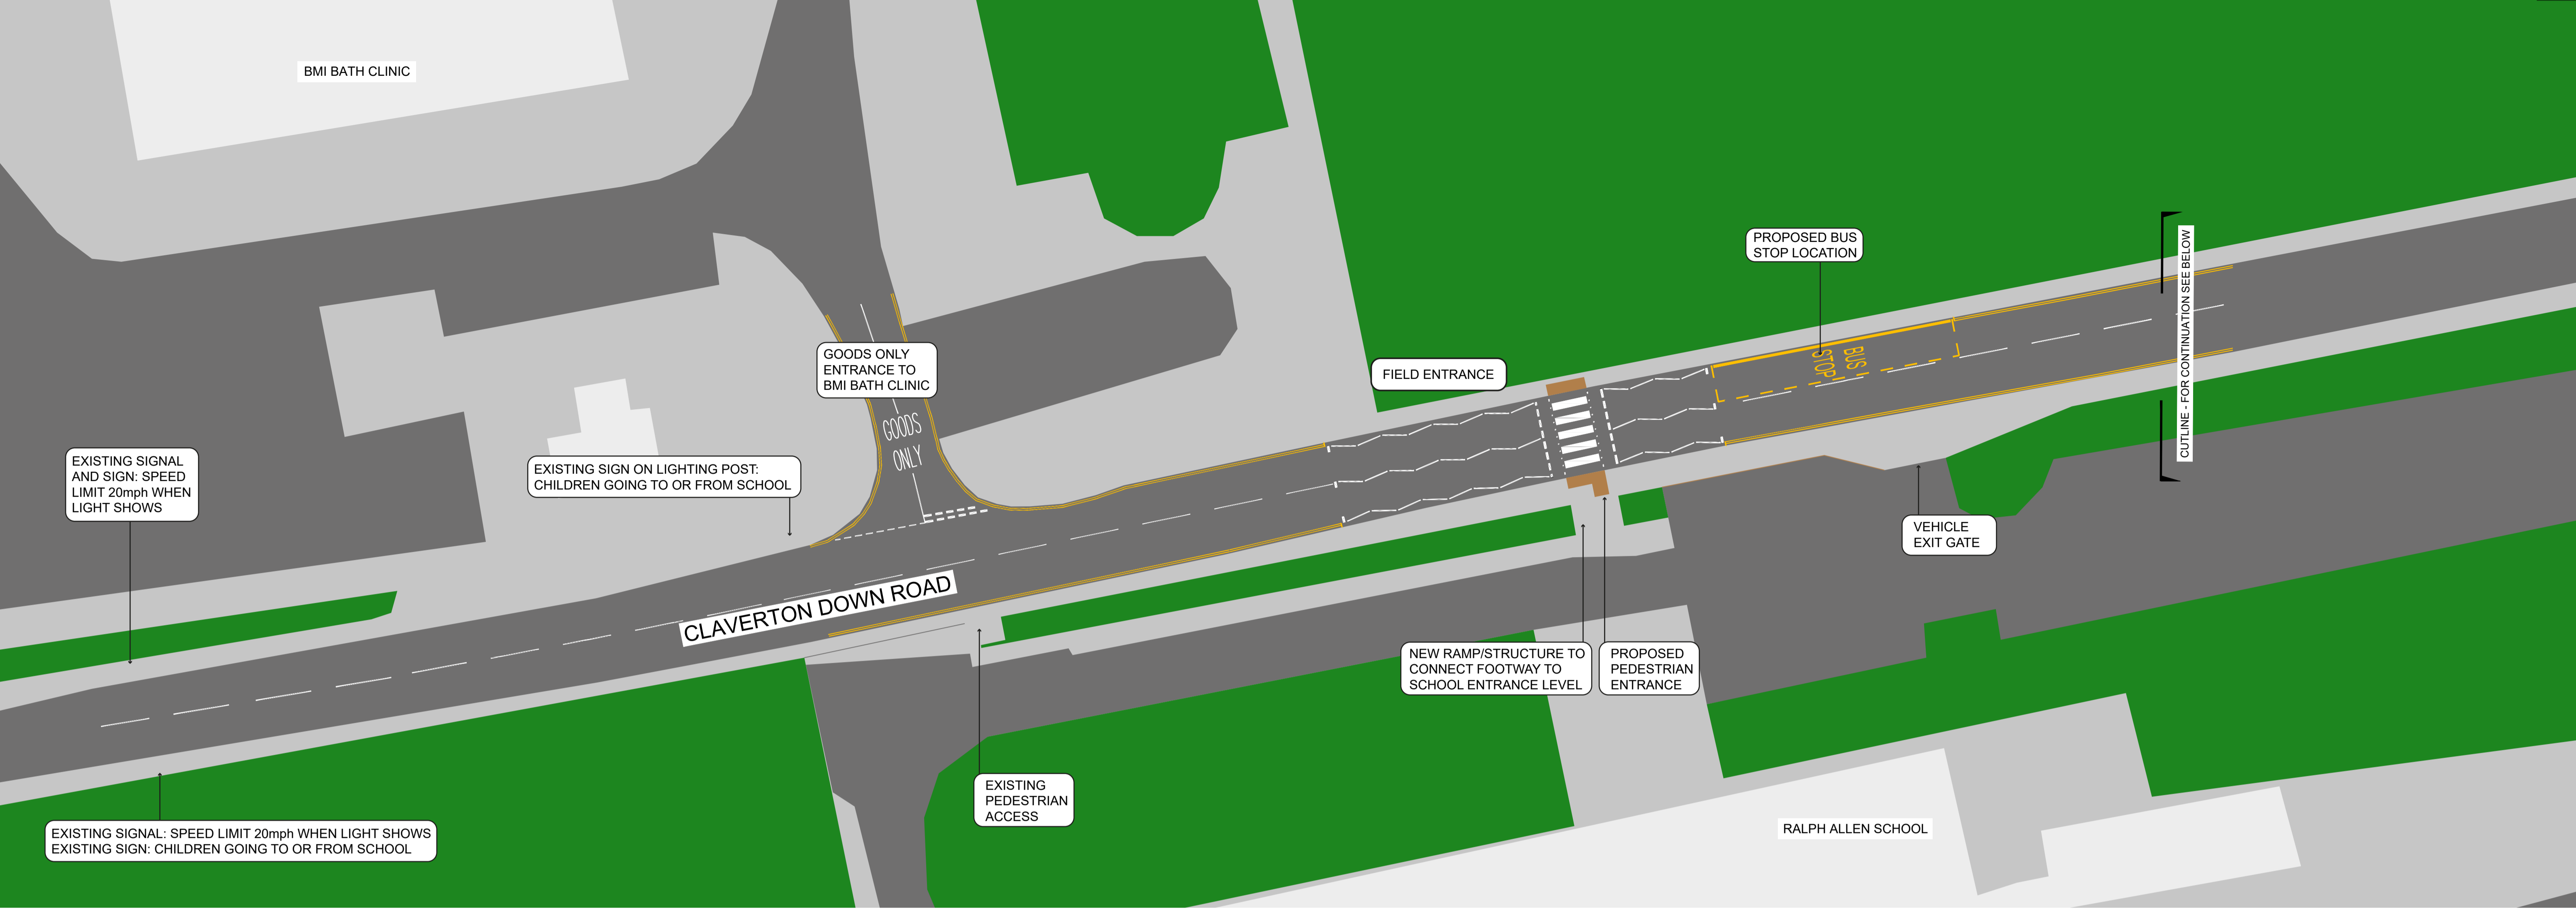 BMI BATH CLINIC
PROPOSED BUS
STOP LOCATION
CUTLINE - FOR CONTINUATION SEE BELOW
GOODS ONLY
ENTRANCE TO
BMI BATH CLINIC
FIELD ENTRANCE
BUS
STOP
GOODS
ONLY
EXISTING SIGNAL
AND SIGN: SPEED
LIMIT 20mph WHEN
LIGHT SHOWS
EXISTING SIGN ON LIGHTING POST:
CHILDREN GOING TO OR FROM SCHOOL
VEHICLE
EXIT GATE
CLAVERTON DOWN ROAD
NEW RAMP/STRUCTURE TO
CONNECT FOOTWAY TO
SCHOOL ENTRANCE LEVEL
PROPOSED
PEDESTRIAN
ENTRANCE
EXISTING
PEDESTRIAN
ACCESS
EXISTING SIGNAL: SPEED LIMIT 20mph WHEN LIGHT SHOWS
EXISTING SIGN: CHILDREN GOING TO OR FROM SCHOOL
RALPH ALLEN SCHOOL